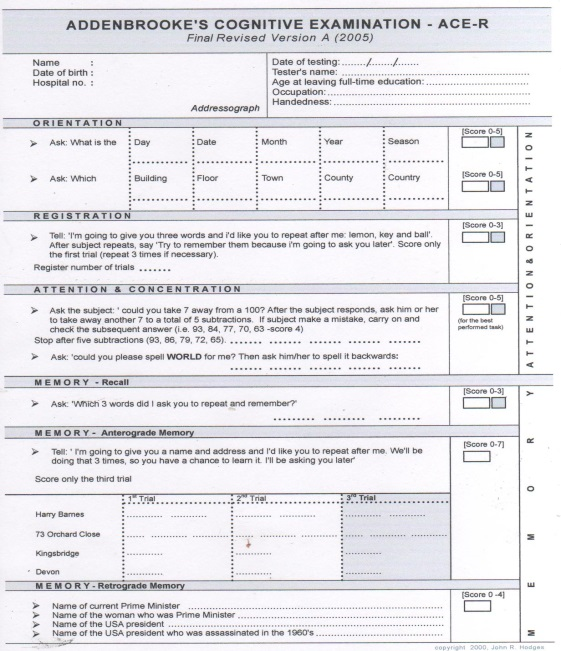 ADDENBROOKE'S COGNITIVE EXAMINATION - ACE-R
Final Revised Version A (2005)
Name :
Date of birth :
Hospital no. :
Addressograph
Date of testing: ......./......./.......
Tester's name: ..............................................
Age at leaving full-time education: .........................
Occupation: ..............................................
Handedness: ..............................................
ORIENTATION
[Score 0-5]
➢ Ask: What is the Day Date Month Year Season
[Score 0-5]
➢ Ask: Which Building Floor Town County Country
REGISTRATION
[Score 0-3]
➢ Tell: 'I'm going to give you three words and i'd like you to repeat after me: lemon, key and ball'.
After subject repeats, say 'Try to remember them because i'm going to ask you later'. Score only
the first trial (repeat 3 times if necessary).
Register number of trials .......
ATTENTION & CONCENTRATION
[Score 0-5]
(for the best
performed task)
➢ Ask the subject: ' could you take 7 away from a 100? After the subject responds, ask him or her
to take away another 7 to a total of 5 subtractions. If subject make a mistake, carry on and
check the subsequent answer (i.e. 93, 84, 77, 70, 63 -score 4)
Stop after five subtractions (93, 86, 79, 72, 65). ....... ....... ....... ....... .......
➢ Ask: 'could you please spell WORLD for me? Then ask him/her to spell it backwards:
....... ....... ....... ....... .......
ATTENTION & ORIENTATION
MEMORY - Recall
[Score 0-3]
➢ Ask: 'Which 3 words did I ask you to repeat and remember?'
......... ......... .........
MEMORY - Anterograde Memory
[Score 0-7]
➢ Tell: ' I'm going to give you a name and address and I'd like you to repeat after me. We'll be
doing that 3 times, so you have a chance to learn it. I'll be asking you later'
Score only the third trial
1st Trial 2nd Trial 3rd Trial
Harry Barnes
73 Orchard Close
Kingsbridge
Devon
MEMORY - Retrograde Memory
[Score 0 -4]
➢ Name of current Prime Minister ..............................................
➢ Name of the woman who was Prime Minister ..............................................
➢ Name of the USA president ..............................................
➢ Name of the USA president who was assassinated in the 1960's ..............................
MEMORY
copyright 2000, John R. Hodges